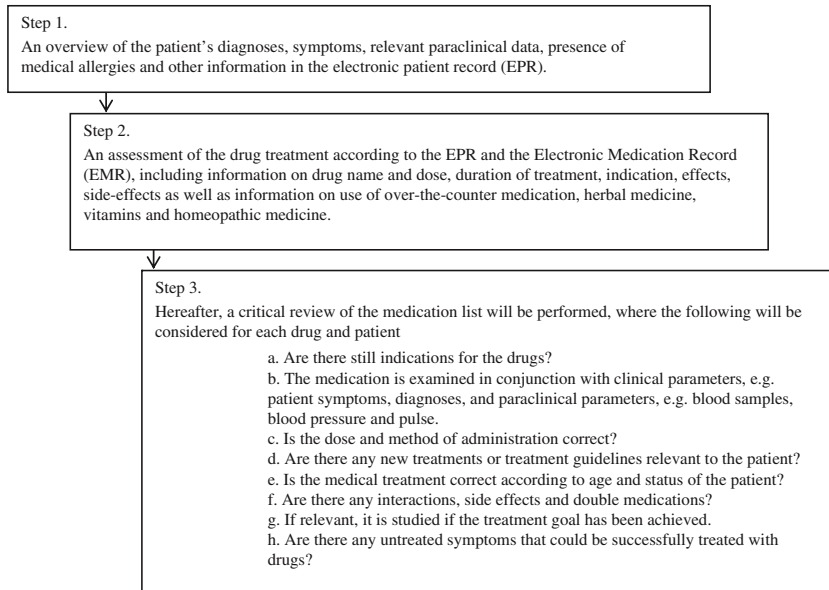 Step 1.
An overview of the patient's diagnoses, symptoms, relevant paraclinical data, presence of
medical allergies and other information in the electronic patient record (EPR).
Step 2.
An assessment of the drug treatment according to the EPR and the Electronic Medication Record
(EMR), including information on drug name and dose, duration of treatment, indication, effects,
side-effects as well as information on use of over-the-counter medication, herbal medicine,
vitamins and homeopathic medicine.
Step 3.
Hereafter, a critical review of the medication list will be performed, where the following will be
considered for each drug and patient
a. Are there still indications for the drugs?
b. The medication is examined in conjunction with clinical parameters, e.g.
patient symptoms, diagnoses, and paraclinical parameters, e.g. blood samples,
blood pressure and pulse.
c. Is the dose and method of administration correct?
d. Are there any new treatments or treatment guidelines relevant to the patient?
e. Is the medical treatment correct according to age and status of the patient?
f. Are there any interactions, side effects and double medications?
g. If relevant, it is studied if the treatment goal has been achieved.
h. Are there any untreated symptoms that could be successfully treated with
drugs?